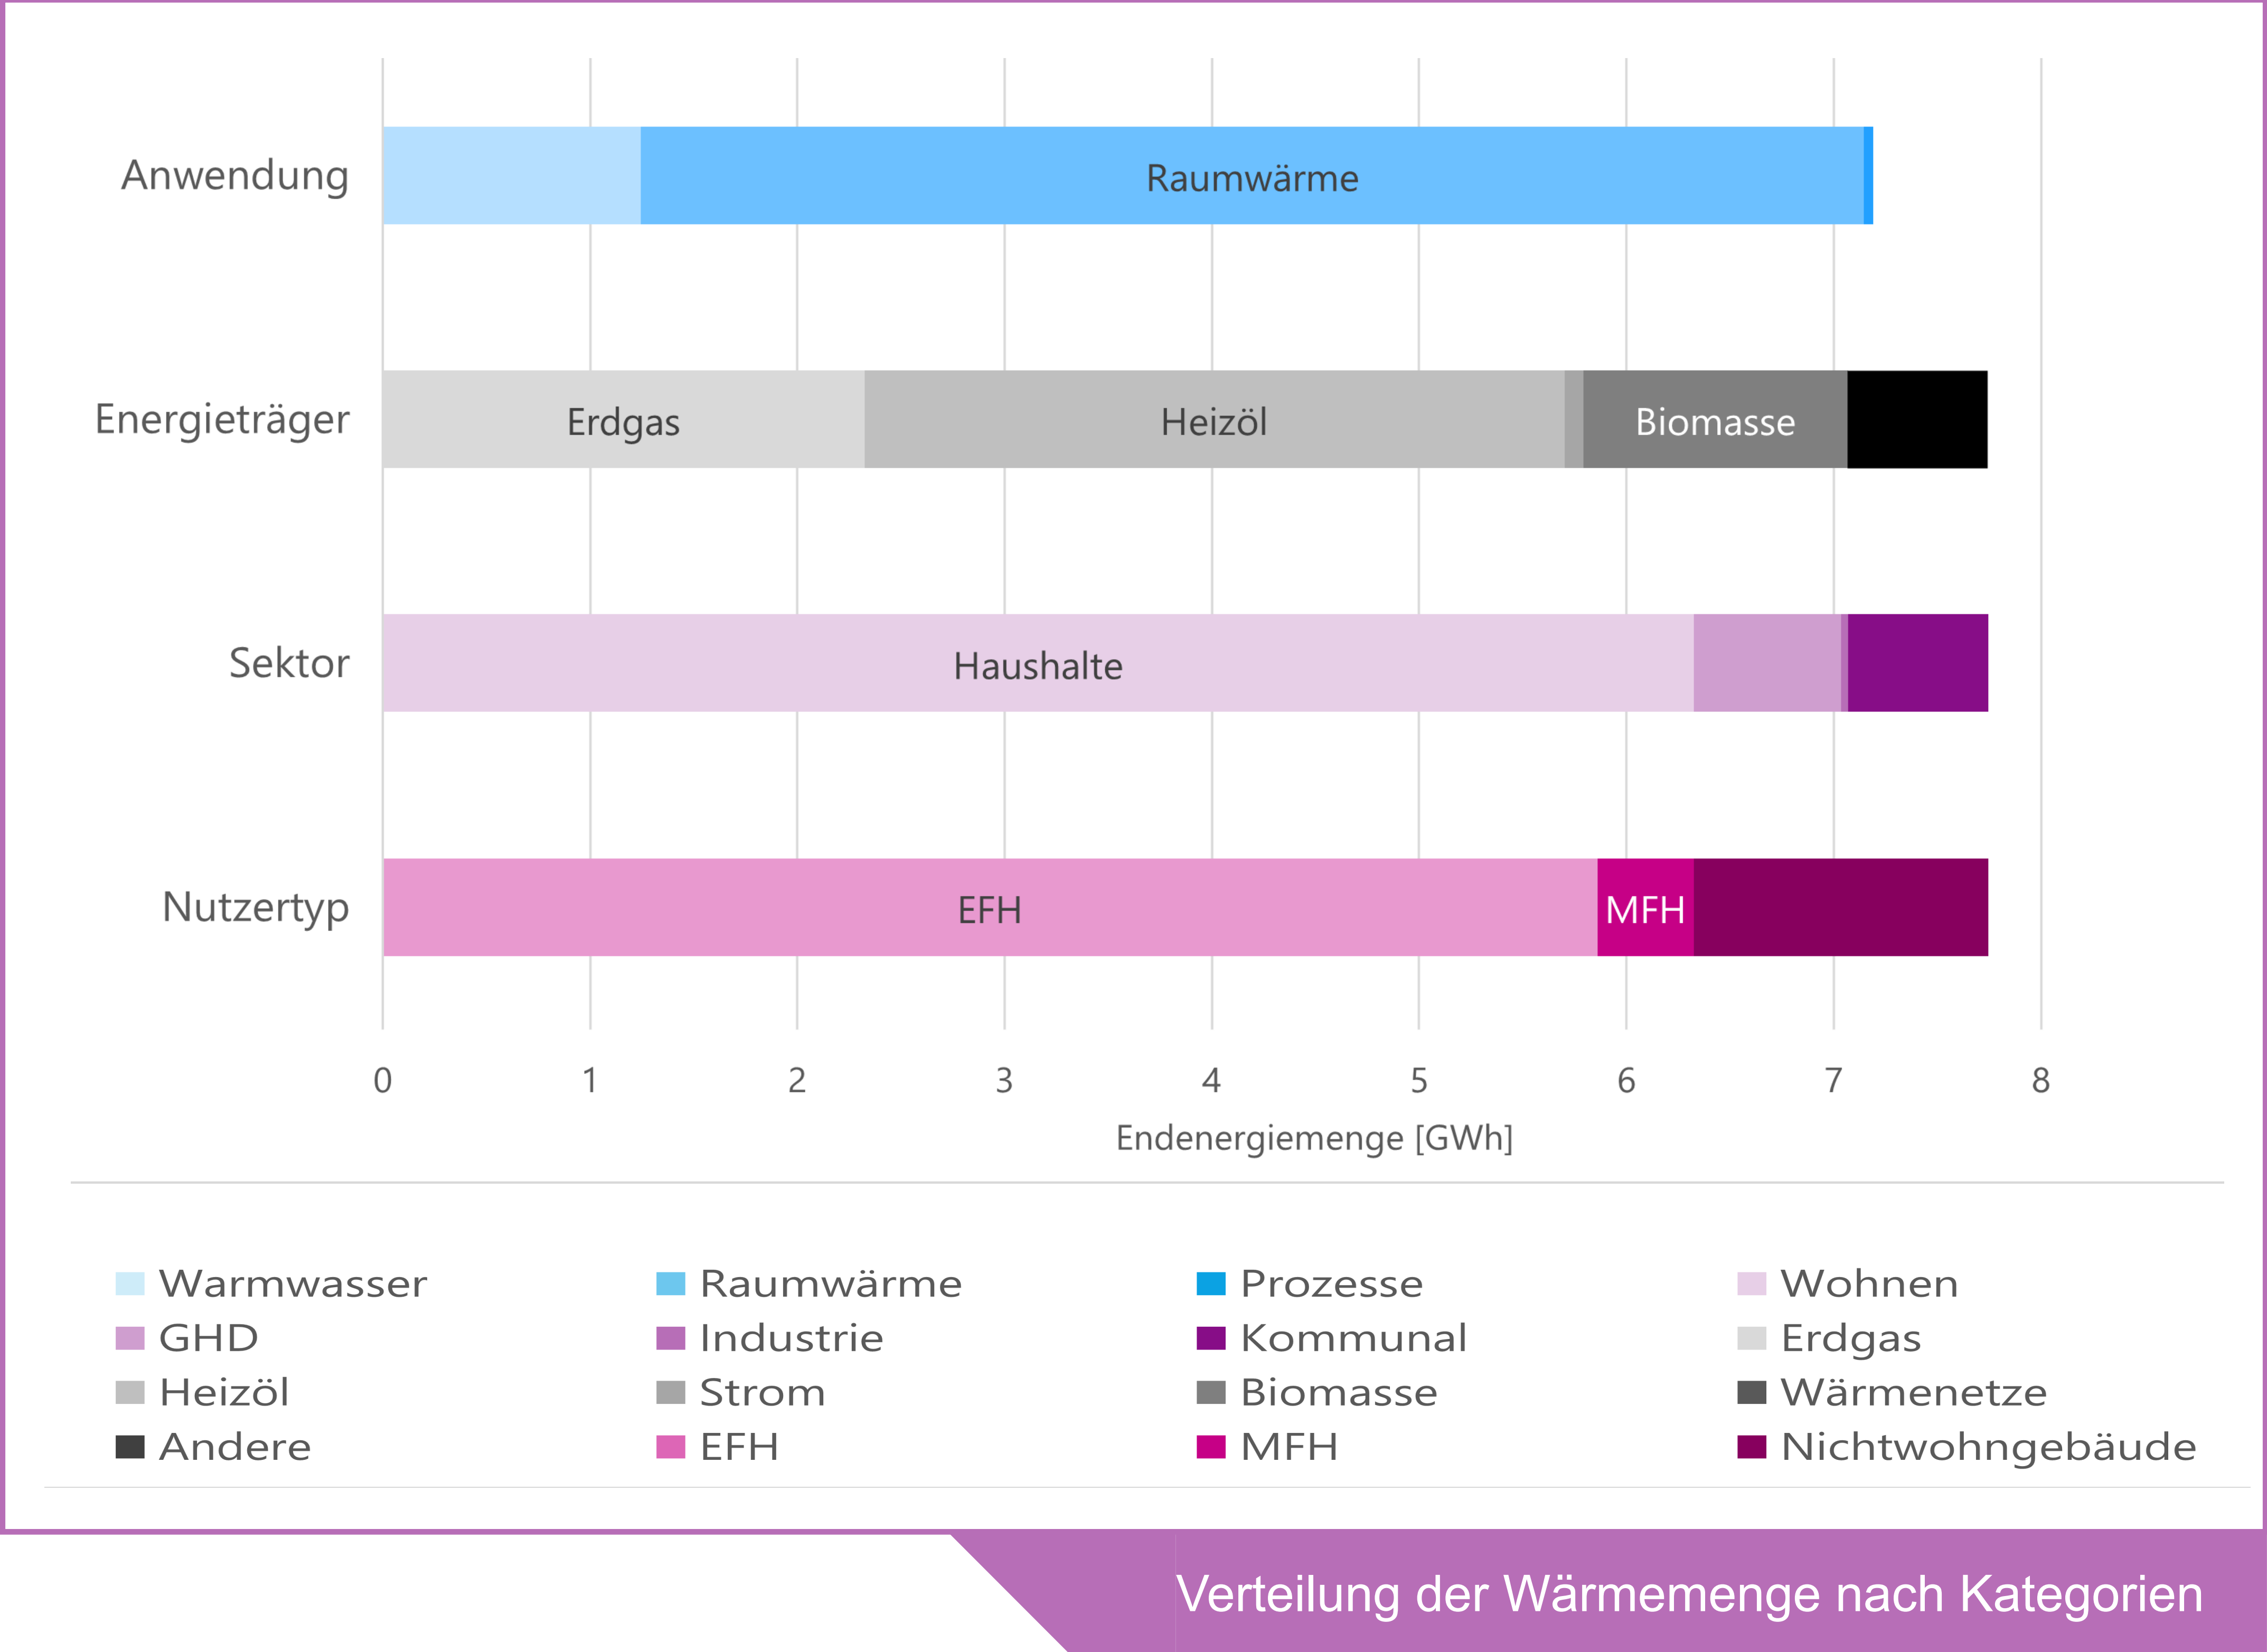 Anwendung
Raumwärme
Energieträger
Erdgas Heizöl Biomasse
Sektor
Haushalte
Nutzertyp
EFH MFH
0 1 2 3 4 5 6 7 8
Endenergiemenge [GWh]
Warmwasser Raumwärme Prozesse Wohnen
GHD Industrie Kommunal Erdgas
Heizöl Strom Biomasse Wärmenetze
Andere EFH MFH Nichtwohngebäude
Verteilung der Wärmemenge nach Kategorien